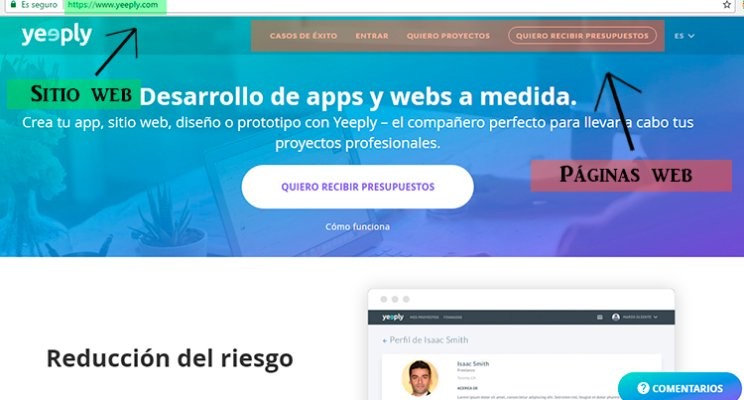 Es seguro https://www.yeeply.com
yeeply CASOS DE ÉXITO ENTRAR QUIERO PROYECTOS QUIERO RECIBIR PRESUPUESTOS ES
SITIO WEB
Desarrollo de apps y webs a medida.
Crea tu app, sitio web, diseño o prototipo con Yeeply – el compañero perfecto para llevar a cabo tus
proyectos profesionales.
PÁGINAS WEB
QUIERO RECIBIR PRESUPUESTOS
Cómo funciona
yeeply
Perfil de Isaac Smith
Reducción del riesgo
Isaac Smith
ACERCA DE
COMENTARIOS